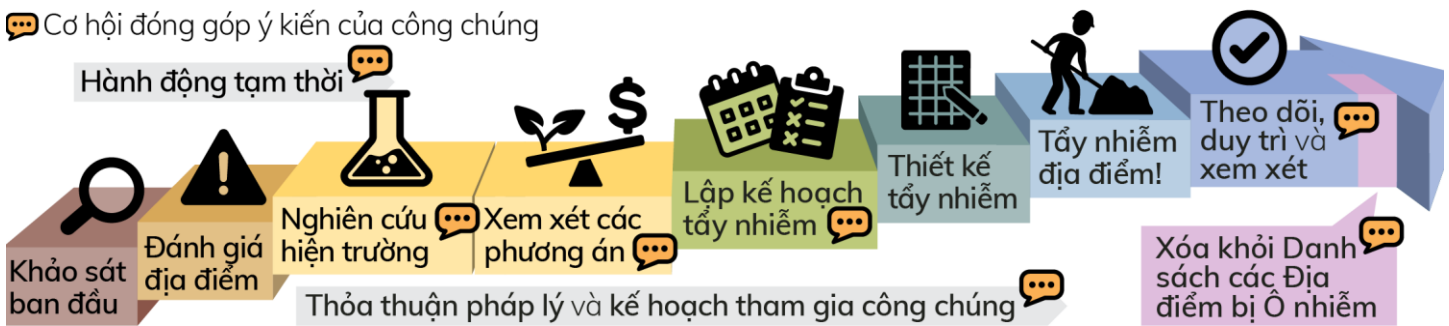 Cơ hội đóng góp ý kiến của công chúng
Hành động tạm thời
Khảo sát
ban đầu
Đánh giá
địa điểm
Nghiên cứu
hiện trường
Xem xét các
phương án
Lập kế hoạch
tẩy nhiễm
Thiết kế
tẩy nhiễm
Tẩy nhiễm
địa điểm!
Theo dõi,
duy trì và
xem xét
Thỏa thuận pháp lý và kế hoạch tham gia công chúng
Xóa khỏi Danh
sách các Địa
điểm bị Ô nhiễm